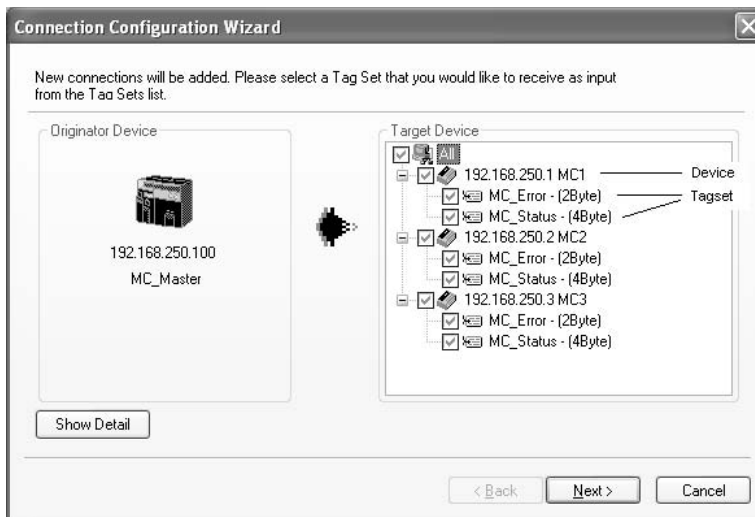 Connection Configuration Wizard
New connections will be added. Please select a Tag Set that you would like to receive as input
from the Tag Sets list.
Originator Device
192.168.250.100
MC_Master
Target Device
All
192.168.250.1 MC1
Device
MC_Error - (2Byte)
Tagset
MC_Status - (4Byte)
192.168.250.2 MC2
MC_Error - (2Byte)
MC_Status - (4Byte)
192.168.250.3 MC3
MC_Error - (2Byte)
MC_Status - (4Byte)
Show Detail
< Back
Next >
Cancel